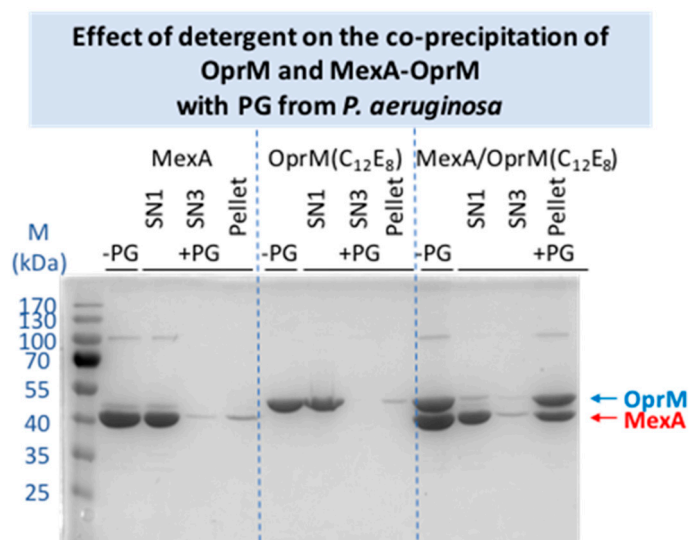 Effect of detergent on the co-precipitation of
OprM and MexA-OprM
with PG from P. aeruginosa
MexA
OprM(C₁₂E₈)
MexA/OprM(C₁₂E₈)
SN1
SN3
Pellet
SN1
SN3
Pellet
SN1
SN3
Pellet
M
(kDa)
-PG
+PG
-PG
+PG
-PG
+PG
170
130
100
70
55
40
35
25
OprM
MexA